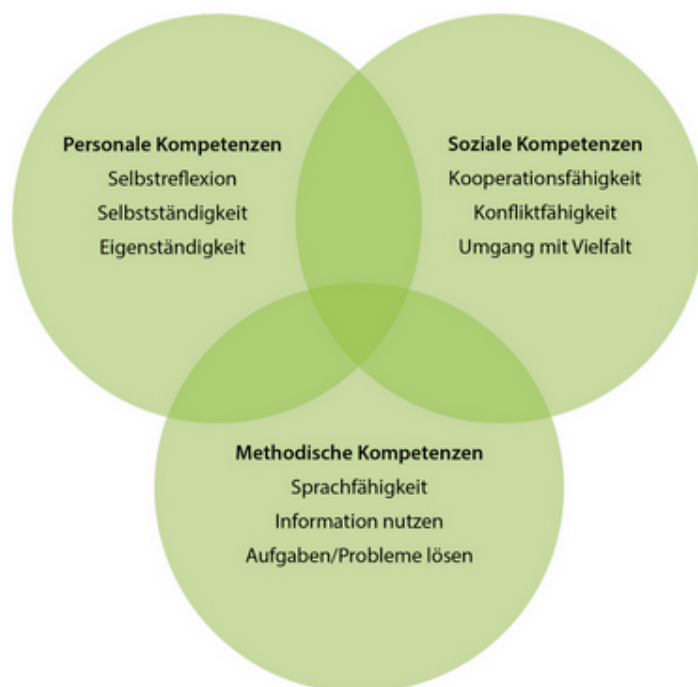 Personale Kompetenzen
Selbstreflexion
Selbstständigkeit
Eigenständigkeit
Soziale Kompetenzen
Kooperationsfähigkeit
Konfliktfähigkeit
Umgang mit Vielfalt
Methodische Kompetenzen
Sprachfähigkeit
Information nutzen
Aufgaben/Probleme lösen